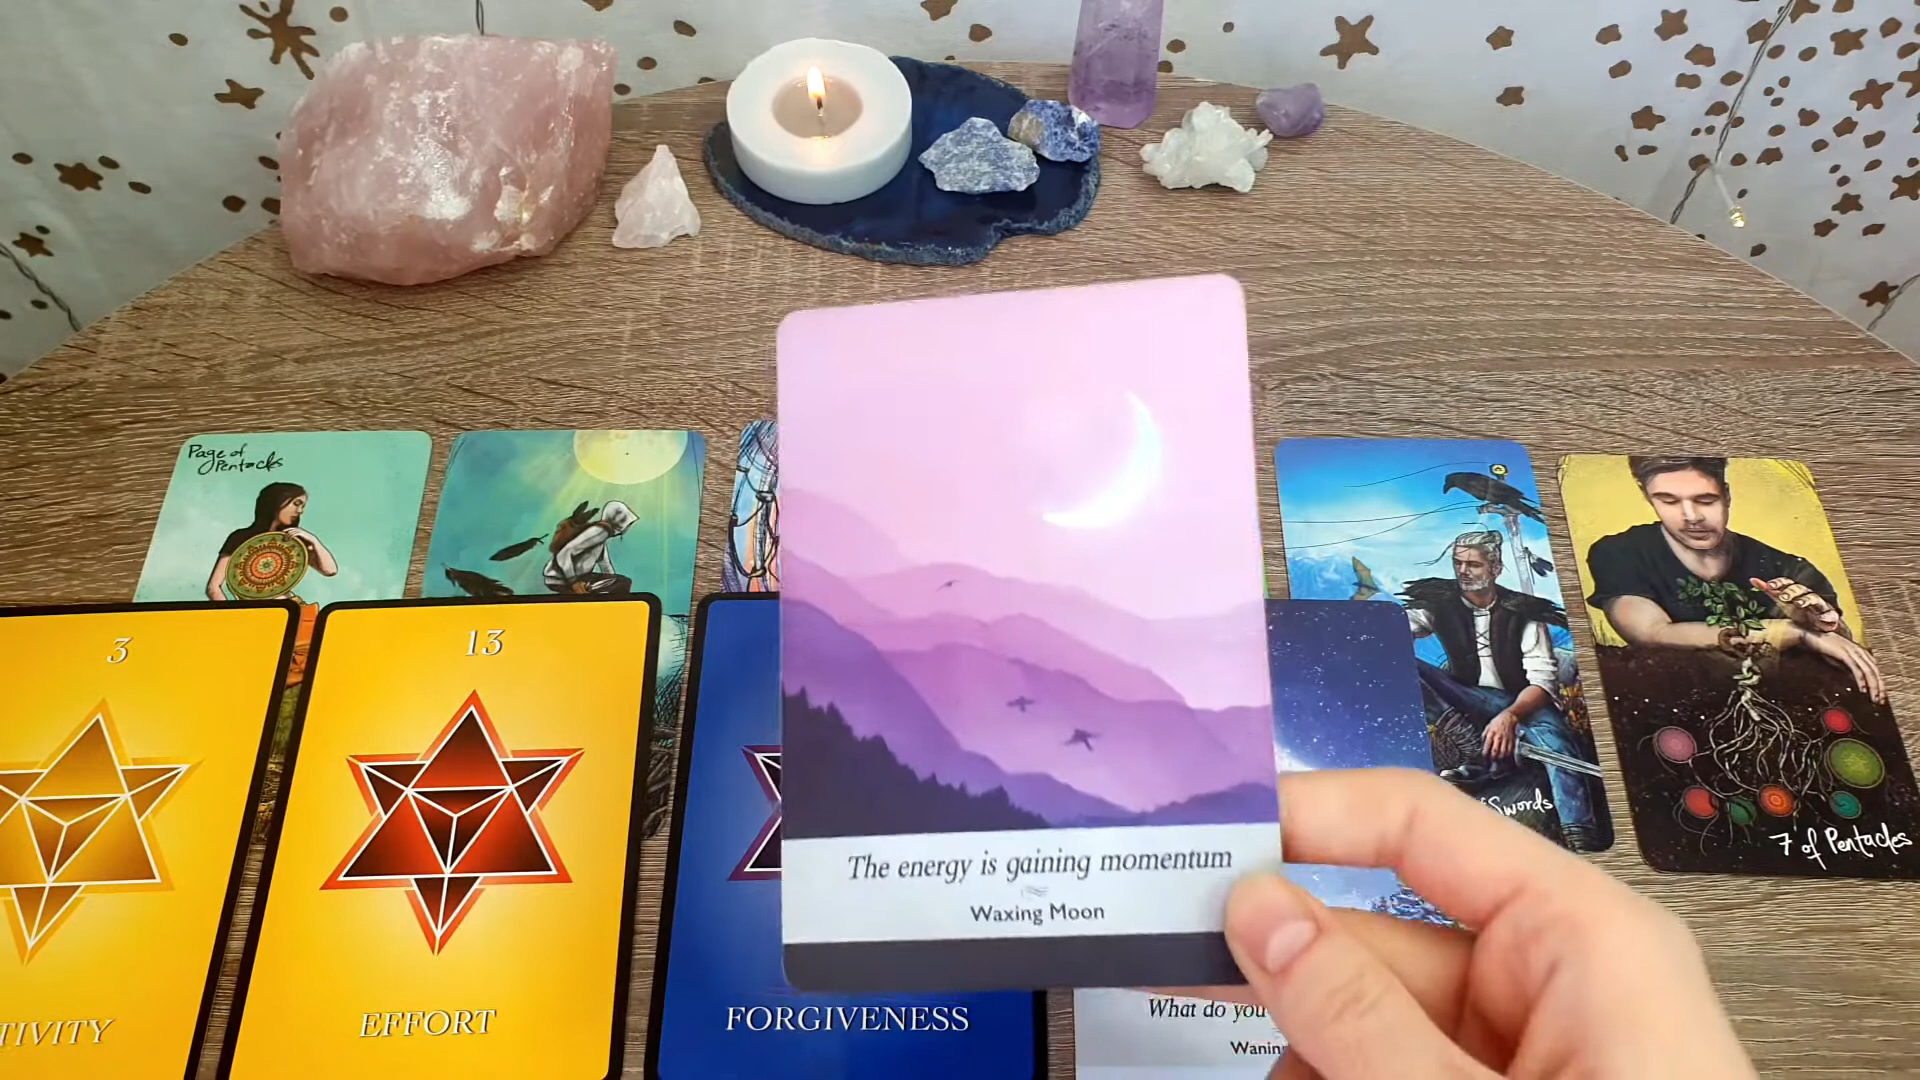 Page of
Pentacles
3
13
of Swords
7 of Pentacles
The energy is gaining momentum
Waxing Moon
TIVITY
EFFORT
FORGIVENESS
What do you